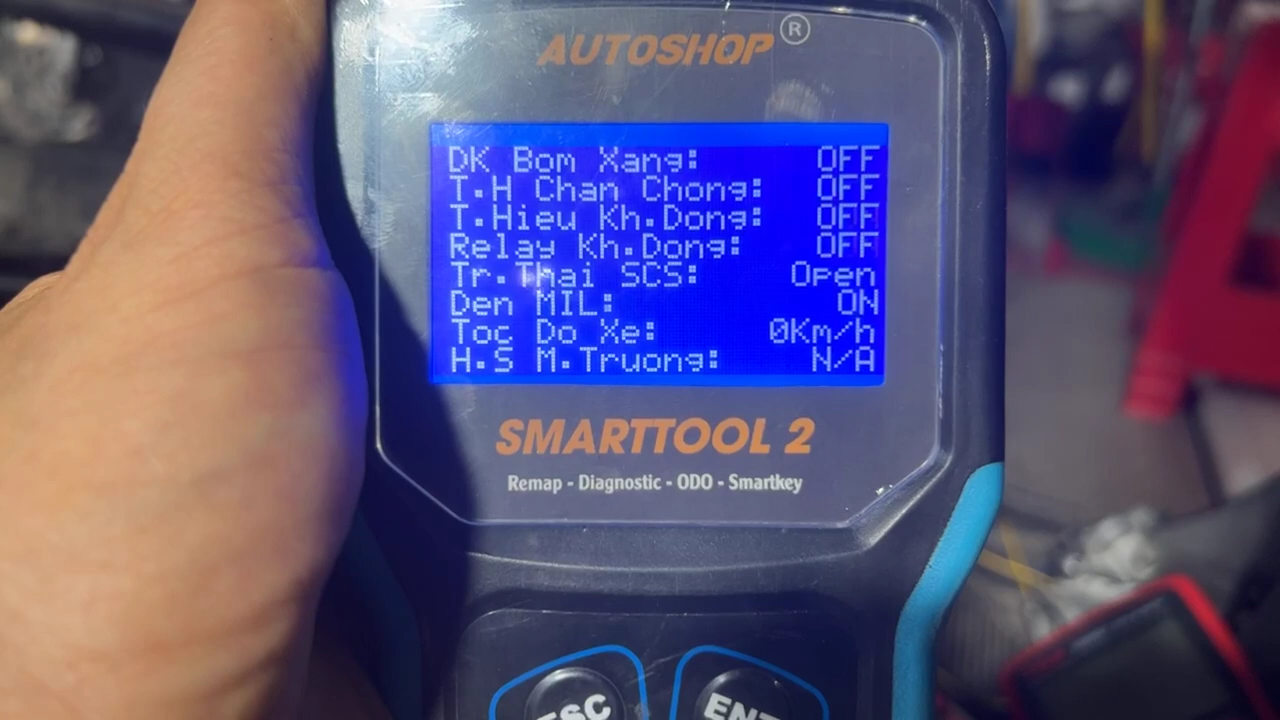 AUTOSHOP®
DK Bom Xang: OFF
T.H Chan Chong: OFF
T.Hieu Kh.Dong: OFF
Relay Kh.Dong: OFF
Tr.Thai SCS: Open
Den MIL: ON
Toc Do Xe: 0Km/h
H.S M.Truong: N/A
SMARTTOOL 2
Remap - Diagnostic - ODO - Smartkey
ESC ENT